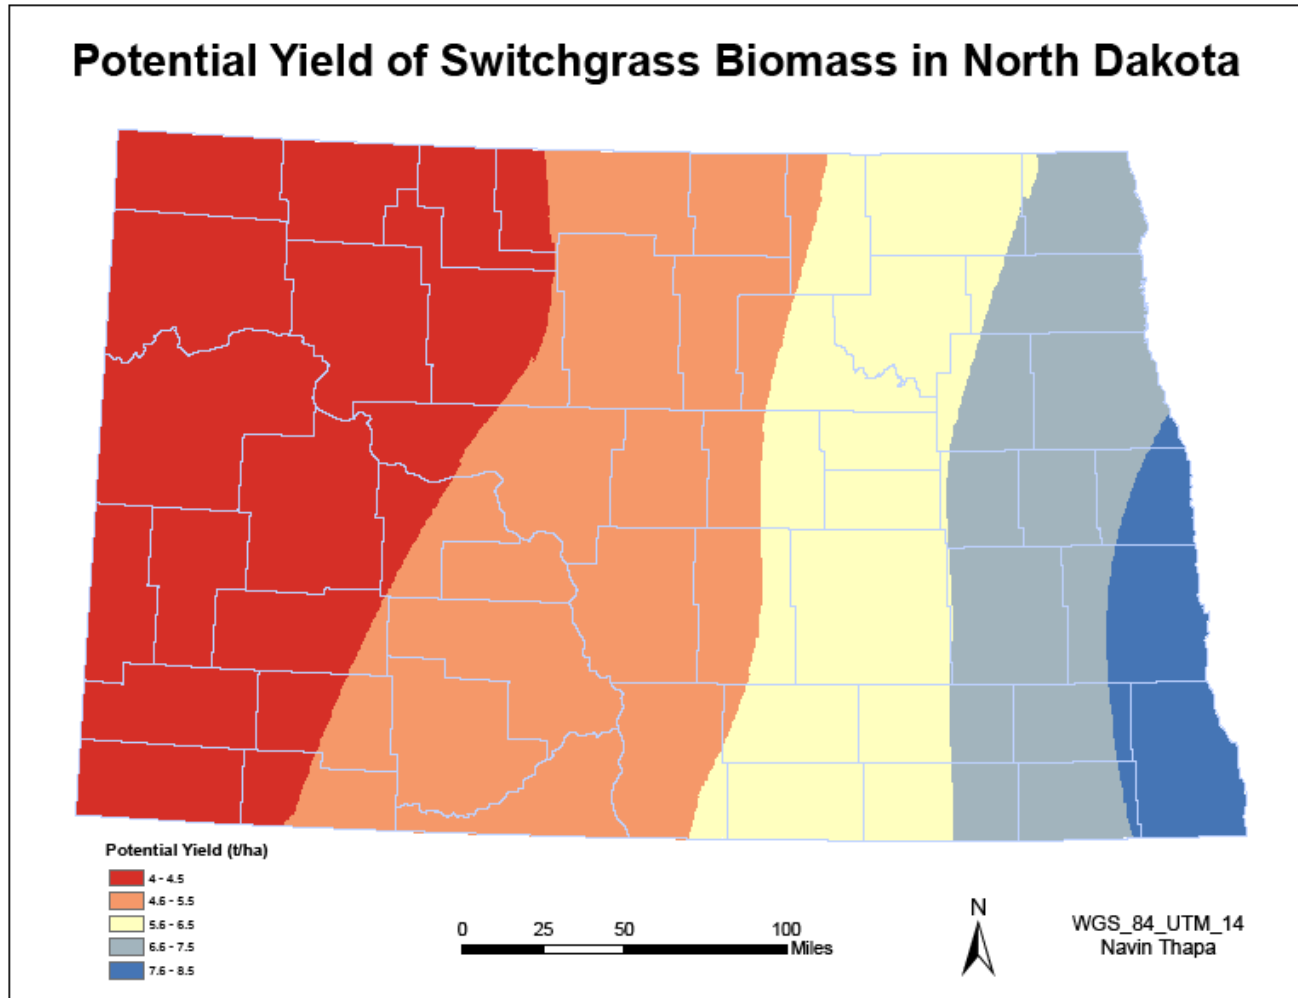 Potential Yield of Switchgrass Biomass in North Dakota
Potential Yield (t/ha)
4 - 4.5
4.6 - 5.5
5.6 - 6.5
6.6 - 7.5
7.6 - 8.5
0 25 50 100
Miles
N
WGS_84_UTM_14
Navin Thapa